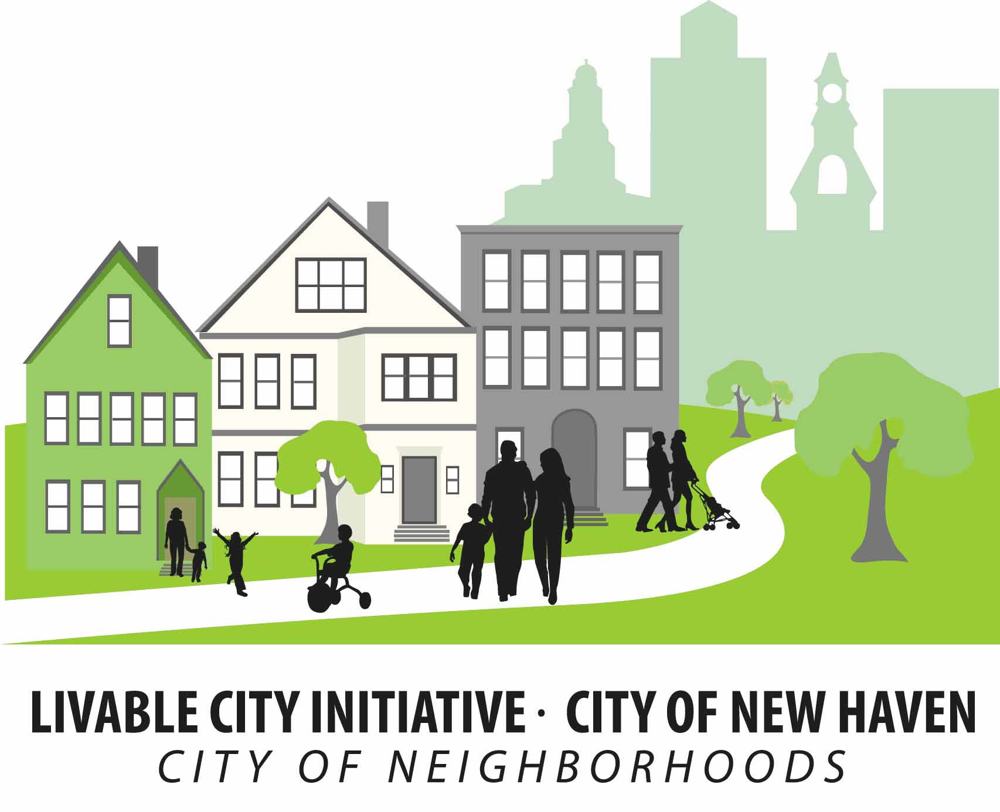 LIVABLE CITY INITIATIVE · CITY OF NEW HAVEN
CITY OF NEIGHBORHOODS